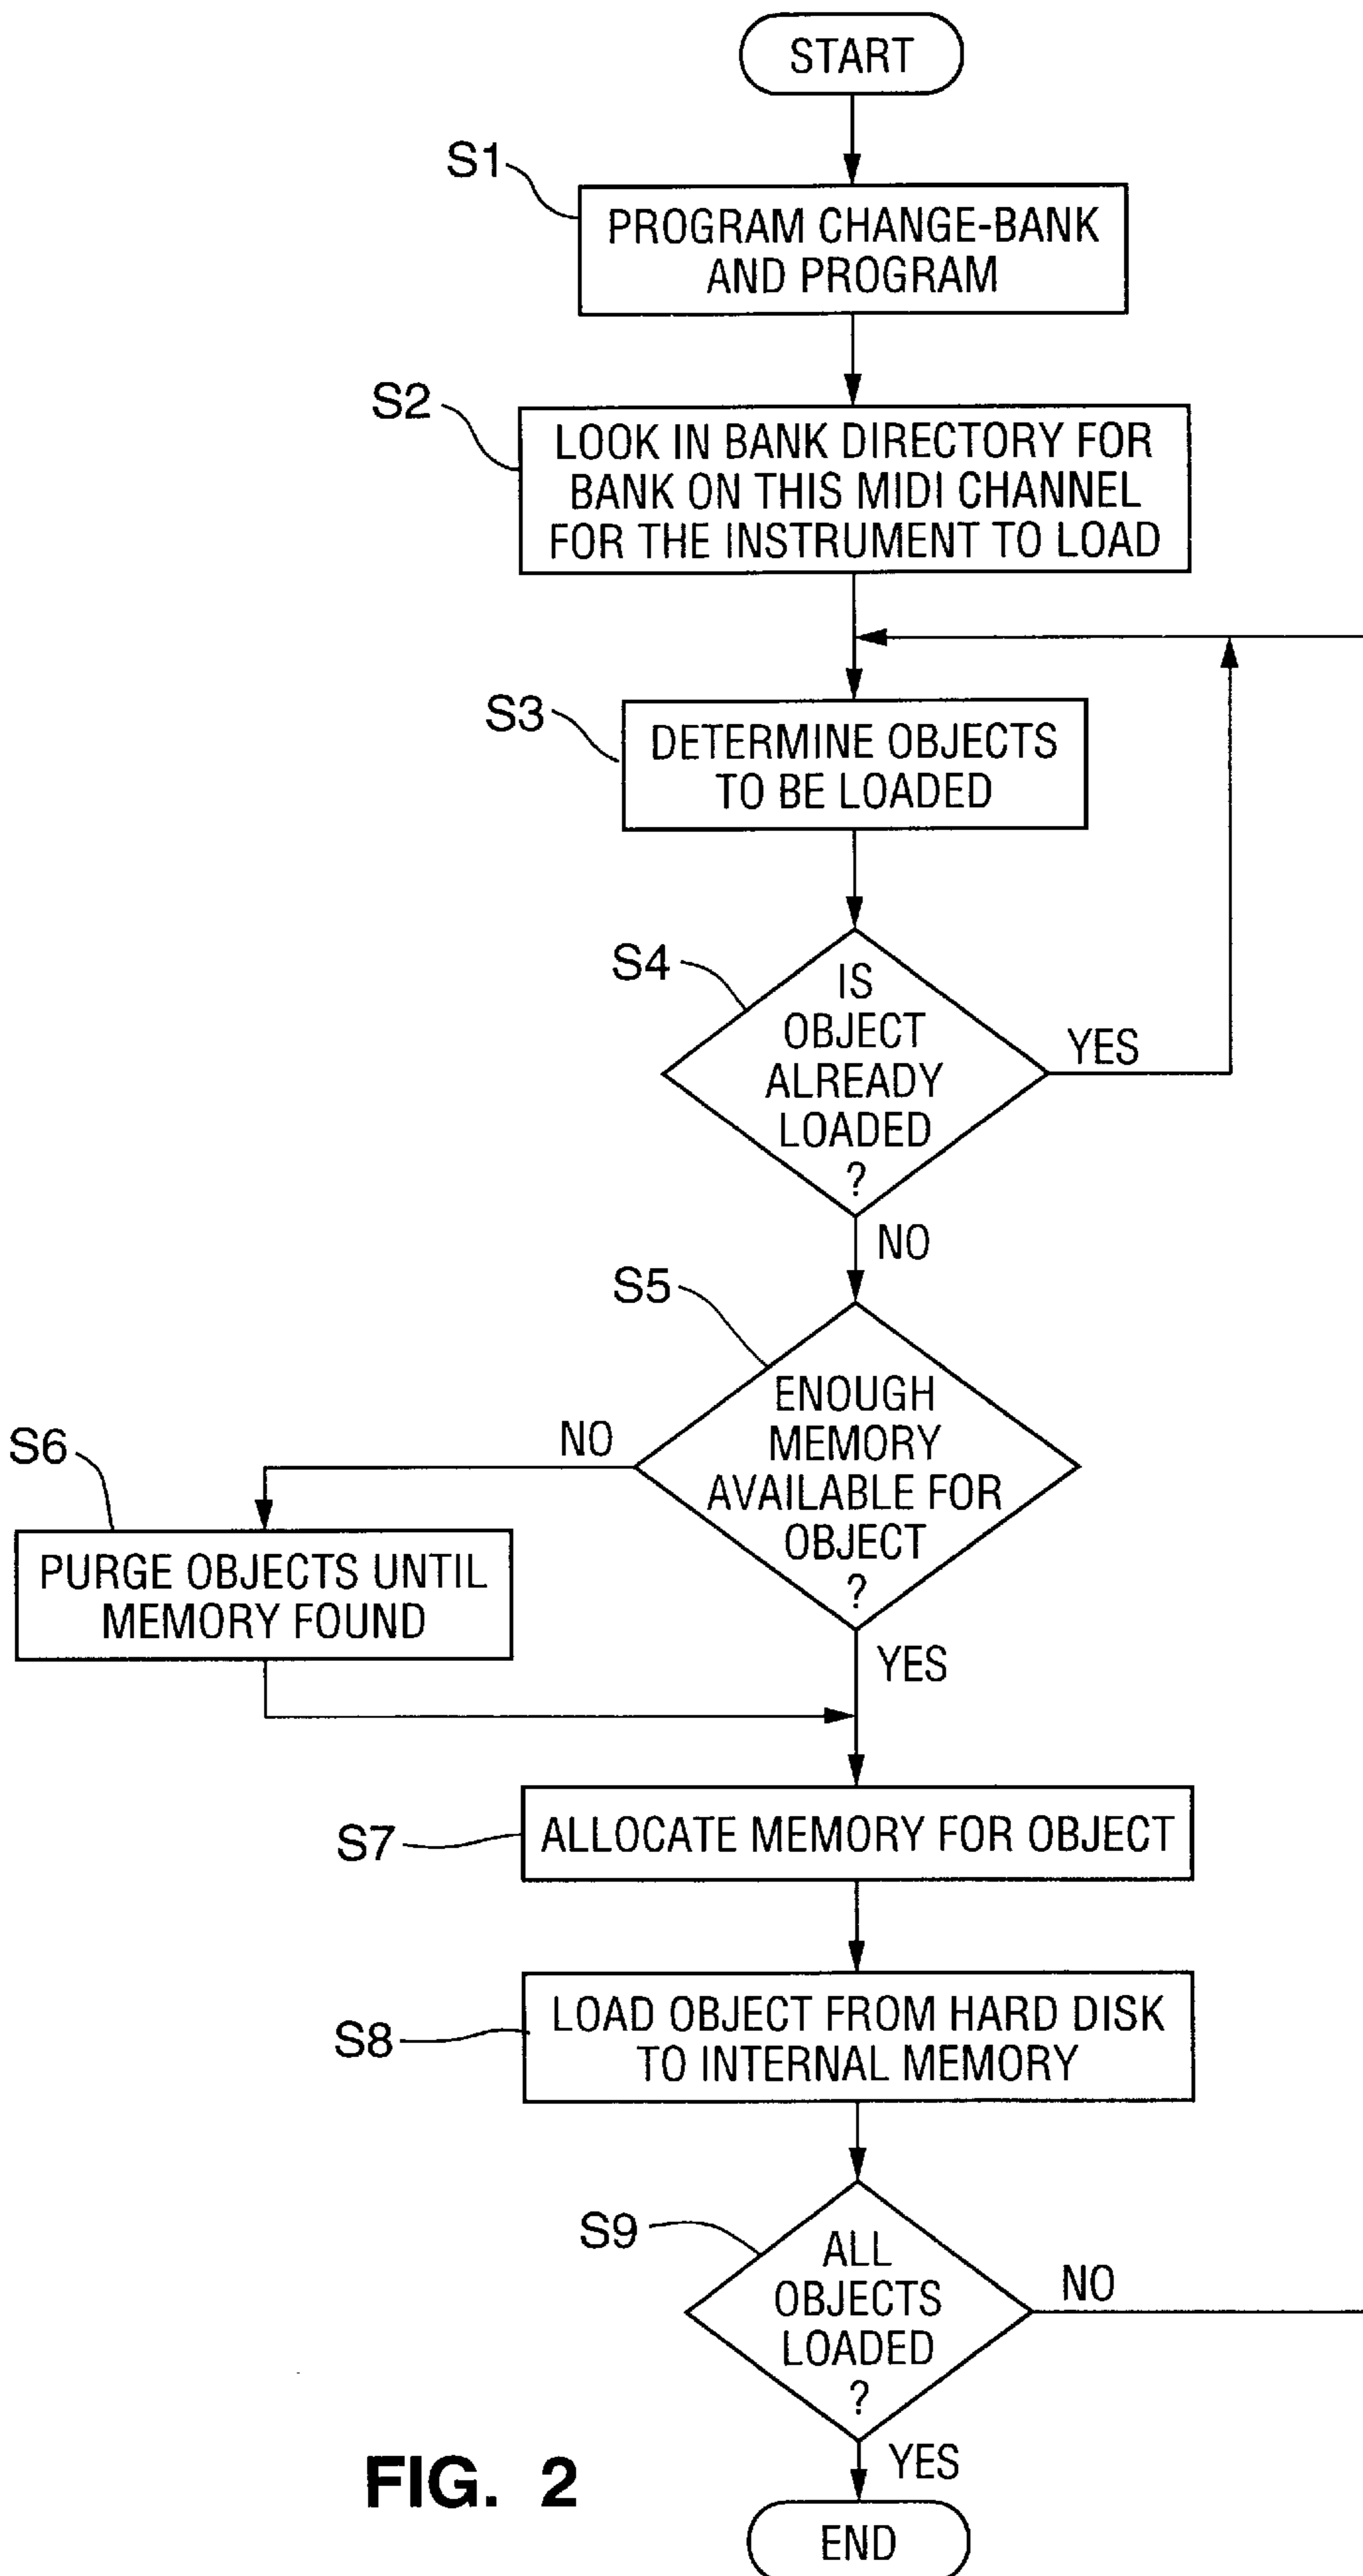 START
S1
PROGRAM CHANGE-BANK
AND PROGRAM
S2
LOOK IN BANK DIRECTORY FOR
BANK ON THIS MIDI CHANNEL
FOR THE INSTRUMENT TO LOAD
S3
DETERMINE OBJECTS
TO BE LOADED
S4
IS
OBJECT
ALREADY
LOADED
?
YES
NO
S5
ENOUGH
MEMORY
AVAILABLE FOR
OBJECT
?
NO
S6
PURGE OBJECTS UNTIL
MEMORY FOUND
YES
S7
ALLOCATE MEMORY FOR OBJECT
S8
LOAD OBJECT FROM HARD DISK
TO INTERNAL MEMORY
S9
ALL
OBJECTS
LOADED
?
NO
YES
FIG. 2
END